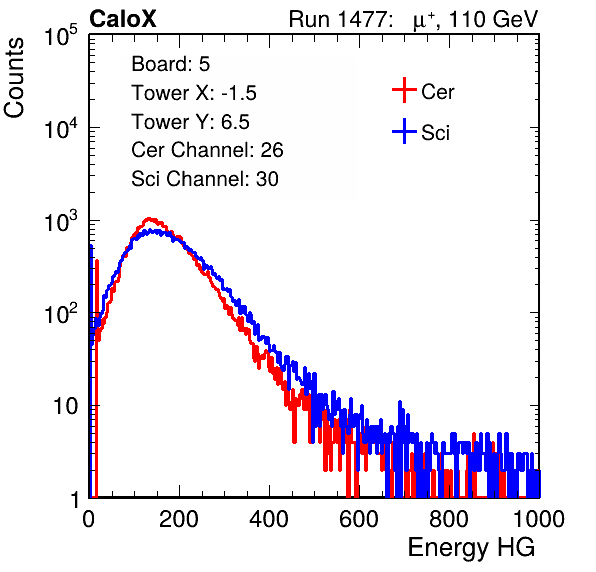 CaloX Run 1477: μ⁺, 110 GeV
Counts
10⁵
10⁴
10³
10²
10
1
Board: 5
Tower X: -1.5
Tower Y: 6.5
Cer Channel: 26
Sci Channel: 30
Cer
Sci
0 200 400 600 800 1000
Energy HG